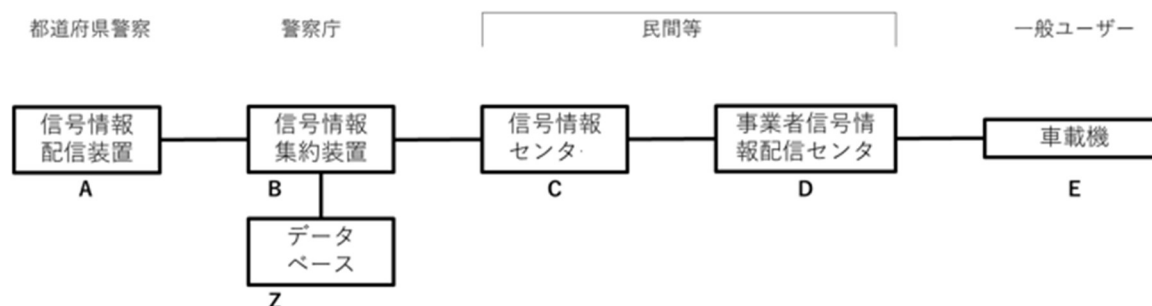 都道府県警察
警察庁
民間等
一般ユーザー
信号情報
配信装置
信号情報
集約装置
信号情報
センタ
事業者信号情
報配信センタ
車載機
A
B
C
D
E
データ
ベース
Z